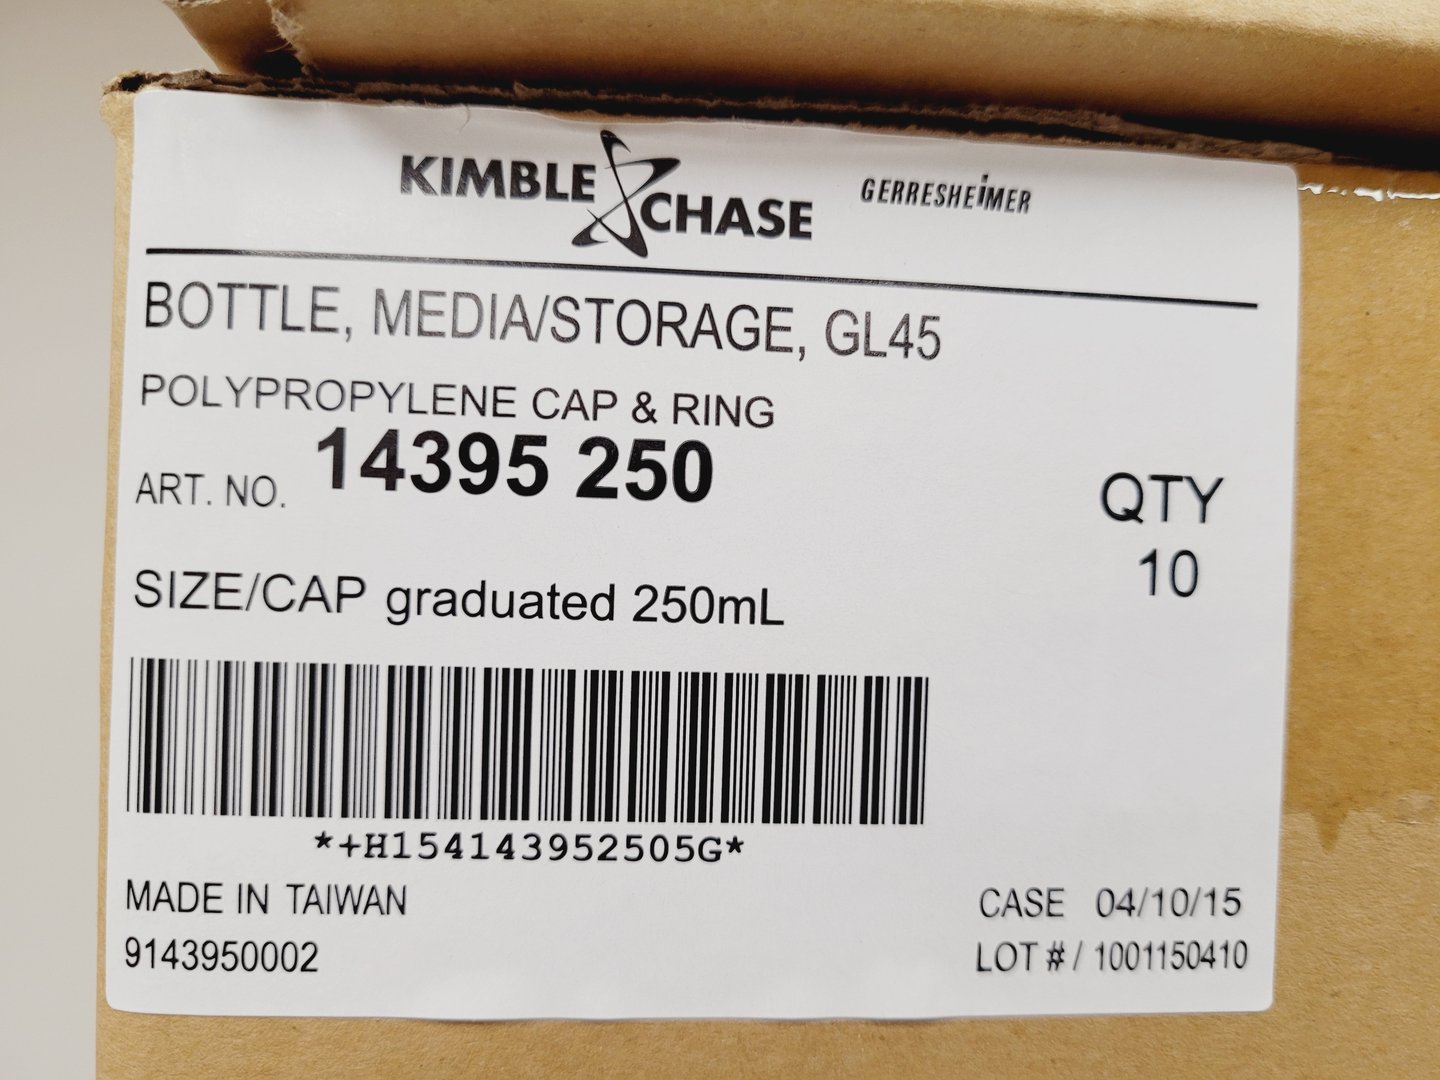 KIMBLE CHASE GERRESHEIMER
BOTTLE, MEDIA/STORAGE, GL45
POLYPROPYLENE CAP & RING
ART. NO. 14395 250
QTY
10
SIZE/CAP graduated 250mL
*+H154143952505G*
MADE IN TAIWAN
CASE 04/10/15
9143950002
LOT # / 1001150410